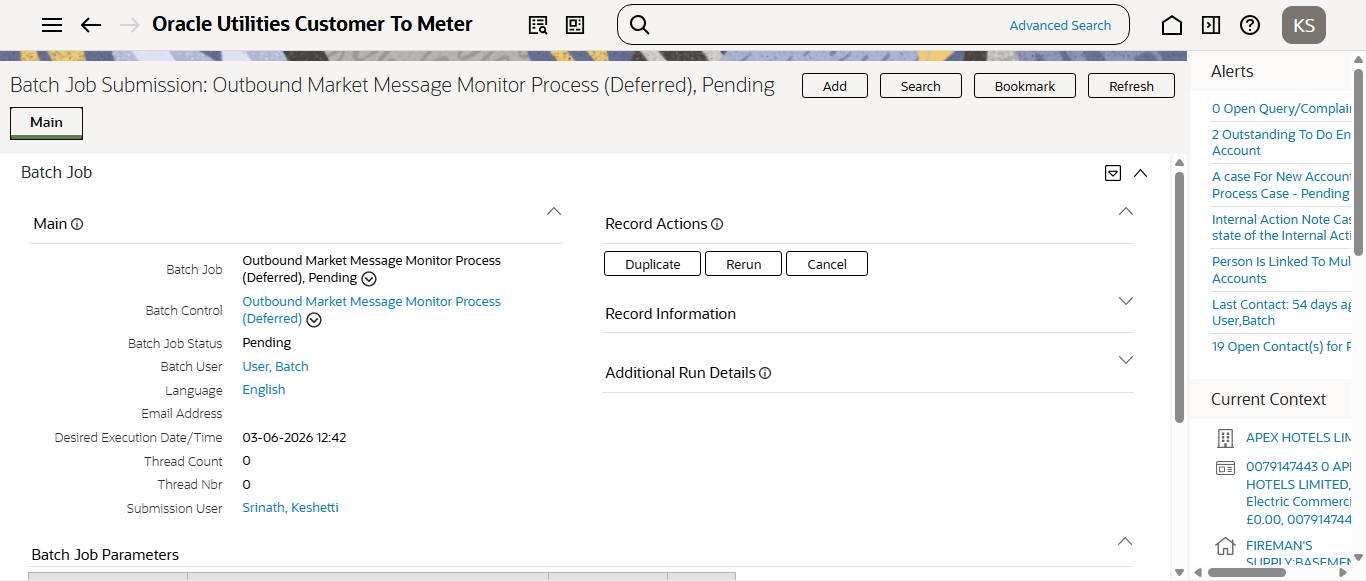 Oracle Utilities Customer To Meter
Advanced Search
KS
Batch Job Submission: Outbound Market Message Monitor Process (Deferred), Pending
Add
Search
Bookmark
Refresh
Main
Batch Job
Main
Batch Job
Outbound Market Message Monitor Process
(Deferred), Pending
Batch Control
Outbound Market Message Monitor Process
(Deferred)
Batch Job Status
Pending
Batch User
User, Batch
Language
English
Email Address
Desired Execution Date/Time
03-06-2026 12:42
Thread Count
0
Thread Nbr
0
Submission User
Srinath, Keshetti
Record Actions
Duplicate
Rerun
Cancel
Record Information
Additional Run Details
Batch Job Parameters
Alerts
0 Open Query/Complai
2 Outstanding To Do En
Account
A case For New Account
Process Case - Pending
Internal Action Note Cas
state of the Internal Acti
Person Is Linked To Mul
Accounts
Last Contact: 54 days ag
User,Batch
19 Open Contact(s) for
Current Context
APEX HOTELS LIM
0079147443 0 AP
HOTELS LIMITED,
Electric Commerci
£0.00, 007914744
FIREMAN'S
SUPPLY:BASEMEN